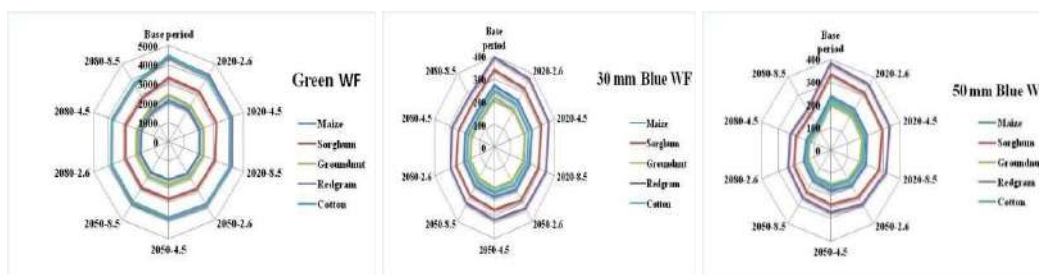 Base period
5000
4000
3000
2000
1000
0
2020-2.6
2020-4.5
2020-8.5
2050-2.6
2050-4.5
2050-8.5
2080-2.6
2080-4.5
2080-8.5
Green WF
Maize
Sorghum
Groundnut
Redgram
Cotton
Base
period
400
300
200
100
0
2020-2.6
2020-4.5
2020-8.5
2050-2.6
2050-4.5
2050-8.5
2080-2.6
2080-4.5
2080-8.5
30 mm Blue WF
Maize
Sorghum
Groundnut
Redgram
Cotton
Base
period
400
300
200
100
0
2020-2.6
2020-4.5
2020-8.5
2050-2.6
2050-4.5
2050-8.5
2080-2.6
2080-4.5
2080-8.5
50 mm Blue W
Maize
Sorghum
Groundnu
Redgram
Cotton